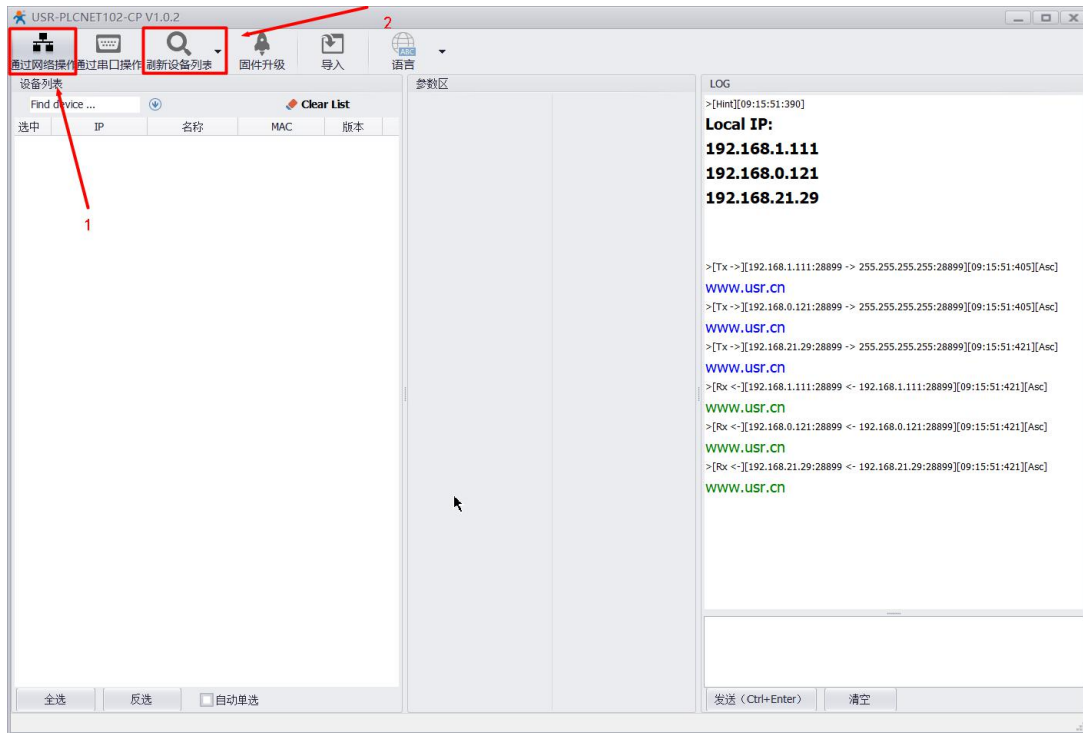 USR-PLCNET102-CP V1.0.2
2
通过网络操作
通过串口操作
刷新设备列表
固件升级
导入
ABC
语言
设备列表
参数区
LOG
Find device ...
Clear List
选中 IP 名称 MAC 版本
1
>[Hint][09:15:51:390]
Local IP:
192.168.1.111
192.168.0.121
192.168.21.29
>[Tx ->][192.168.1.111:28899 -> 255.255.255.255:28899][09:15:51:405][Asc]
www.usr.cn
>[Tx ->][192.168.0.121:28899 -> 255.255.255.255:28899][09:15:51:405][Asc]
www.usr.cn
>[Tx ->][192.168.21.29:28899 -> 255.255.255.255:28899][09:15:51:421][Asc]
www.usr.cn
>[Rx <-][192.168.1.111:28899 <- 192.168.1.111:28899][09:15:51:421][Asc]
www.usr.cn
>[Rx <-][192.168.0.121:28899 <- 192.168.0.121:28899][09:15:51:421][Asc]
www.usr.cn
>[Rx <-][192.168.21.29:28899 <- 192.168.21.29:28899][09:15:51:421][Asc]
www.usr.cn
全选
反选
自动单选
发送（Ctrl+Enter）
清空